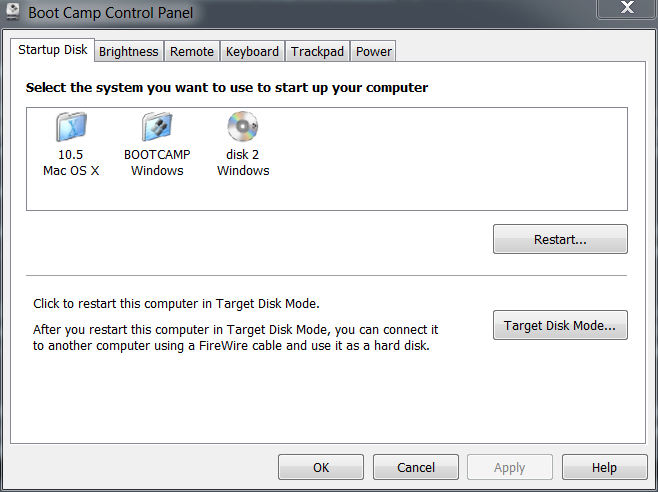 Boot Camp Control Panel
Startup Disk Brightness Remote Keyboard Trackpad Power
Select the system you want to use to start up your computer
10.5 BOOTCAMP disk 2
Mac OS X Windows Windows
Restart...
Click to restart this computer in Target Disk Mode.
After you restart this computer in Target Disk Mode, you can connect it
to another computer using a FireWire cable and use it as a hard disk.
Target Disk Mode...
OK Cancel Apply Help